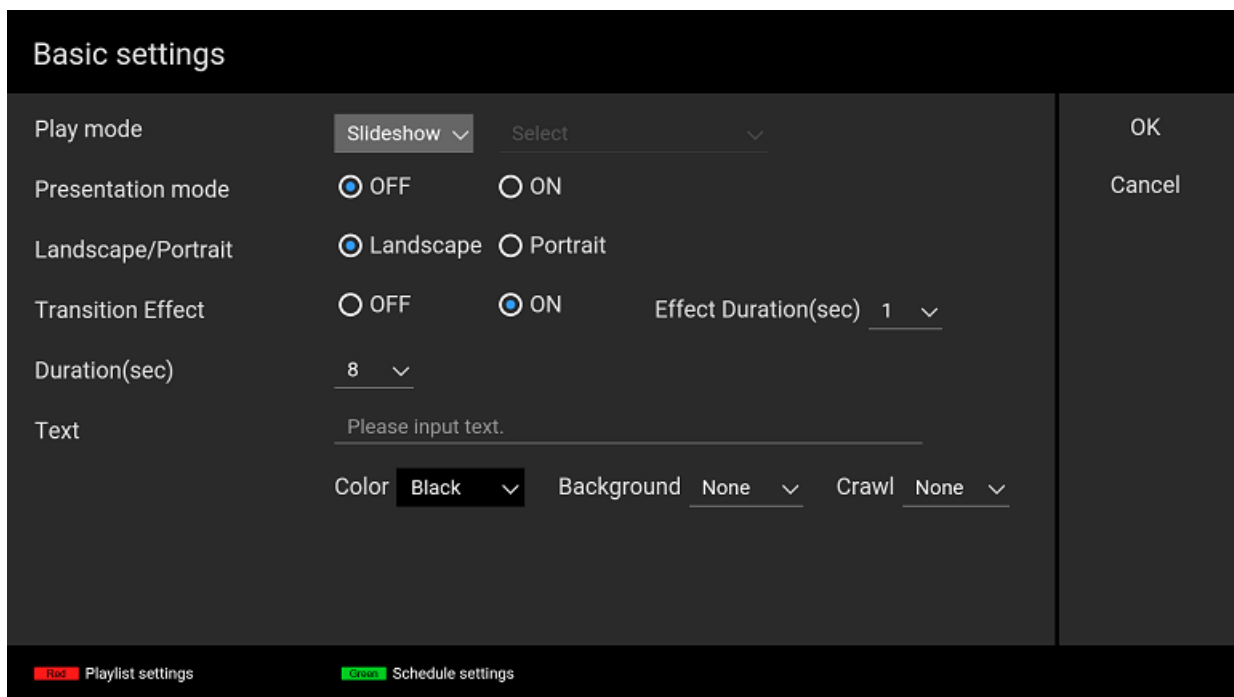 Basic settings
Play mode Slideshow Select OK
Presentation mode OFF ON Cancel
Landscape/Portrait Landscape Portrait
Transition Effect OFF ON Effect Duration(sec) 1
Duration(sec) 8
Text Please input text.
Color Black Background None Crawl None
Red Playlist settings Green Schedule settings